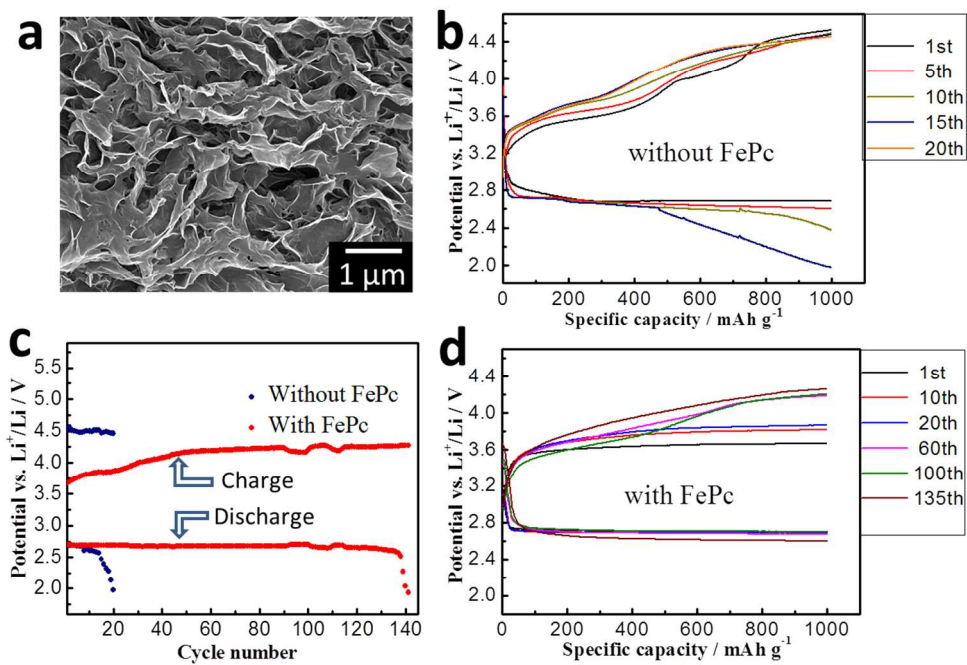 a
1 μm
b
Potential vs. Li⁺/Li / V
4.4
4.0
3.6
3.2
2.8
2.4
2.0
without FePc
0 200 400 600 800 1000
Specific capacity / mAh g⁻¹
1st
5th
10th
15th
20th
c
Potential vs. Li⁺/Li / V
5.5
5.0
4.5
4.0
3.5
3.0
2.5
2.0
Without FePc
With FePc
Charge
Discharge
20 40 60 80 100 120 140
Cycle number
d
Potential vs. Li⁺/Li / V
4.4
4.0
3.6
3.2
2.8
2.4
2.0
with FePc
0 200 400 600 800 1000
Specific capacity / mAh g⁻¹
1st
10th
20th
60th
100th
135th